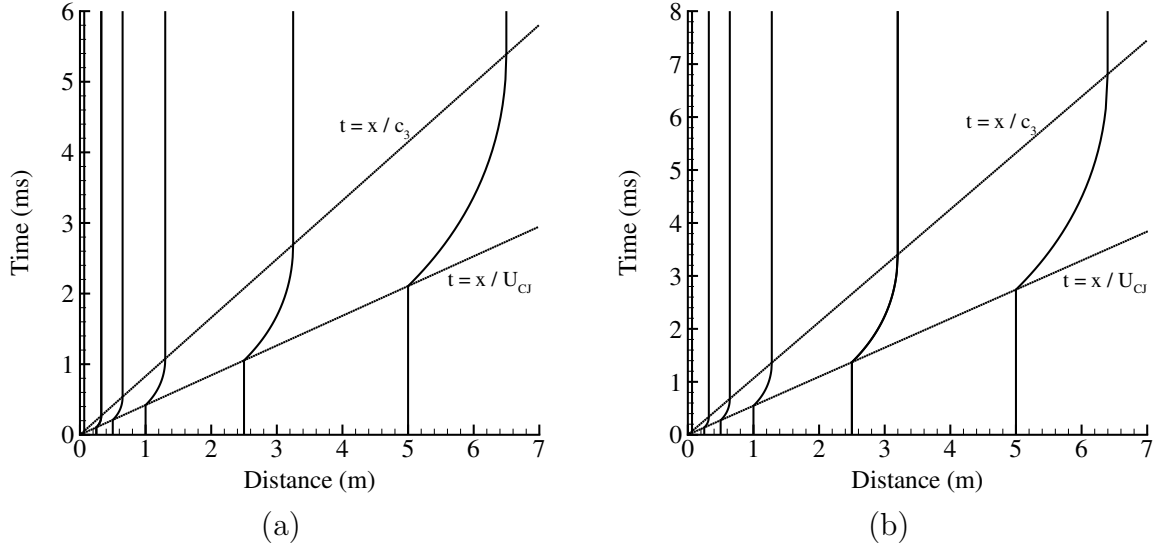 6
5
4
3
2
1
0
Time (ms)
t = x / c3
t = x / UCJ
0 1 2 3 4 5 6 7
Distance (m)
(a)
8
7
6
5
4
3
2
1
0
Time (ms)
t = x / c3
t = x / UCJ
0 1 2 3 4 5 6 7
Distance (m)
(b)